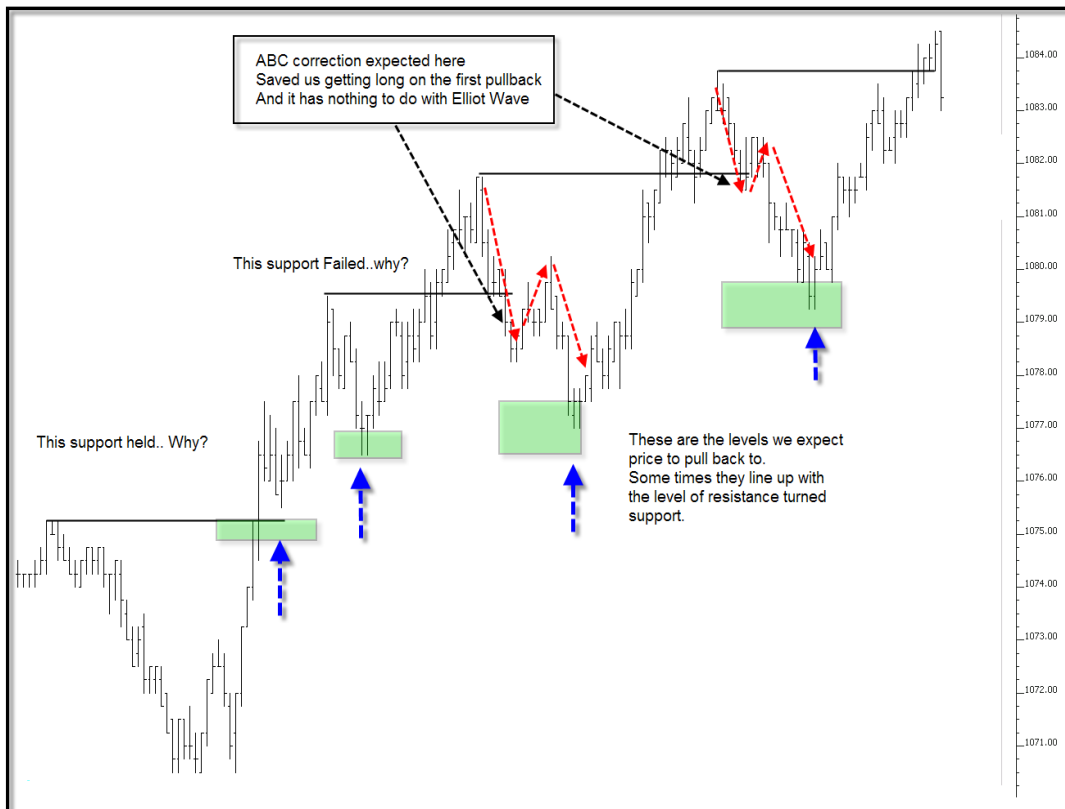 ABC correction expected here
Saved us getting long on the first pullback
And it has nothing to do with Elliot Wave
This support Failed..why?
This support held.. Why?
These are the levels we expect
price to pull back to.
Some times they line up with
the level of resistance turned
support.
1084.00
1083.00
1082.00
1081.00
1080.00
1079.00
1078.00
1077.00
1076.00
1075.00
1074.00
1073.00
1072.00
1071.00